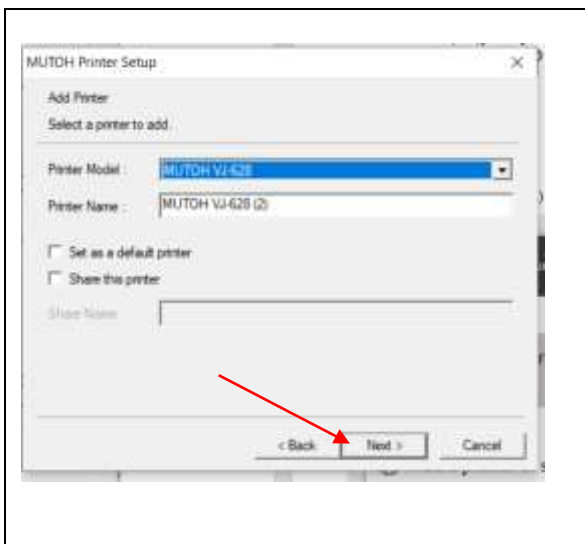 MUTOH Printer Setup
Add Printer
Select a printer to add.
Printer Model :
MUTOH VJ-628
Printer Name :
MUTOH VJ-628 (2)
Set as a default printer
Share this printer
Share Name
< Back
Next >
Cancel